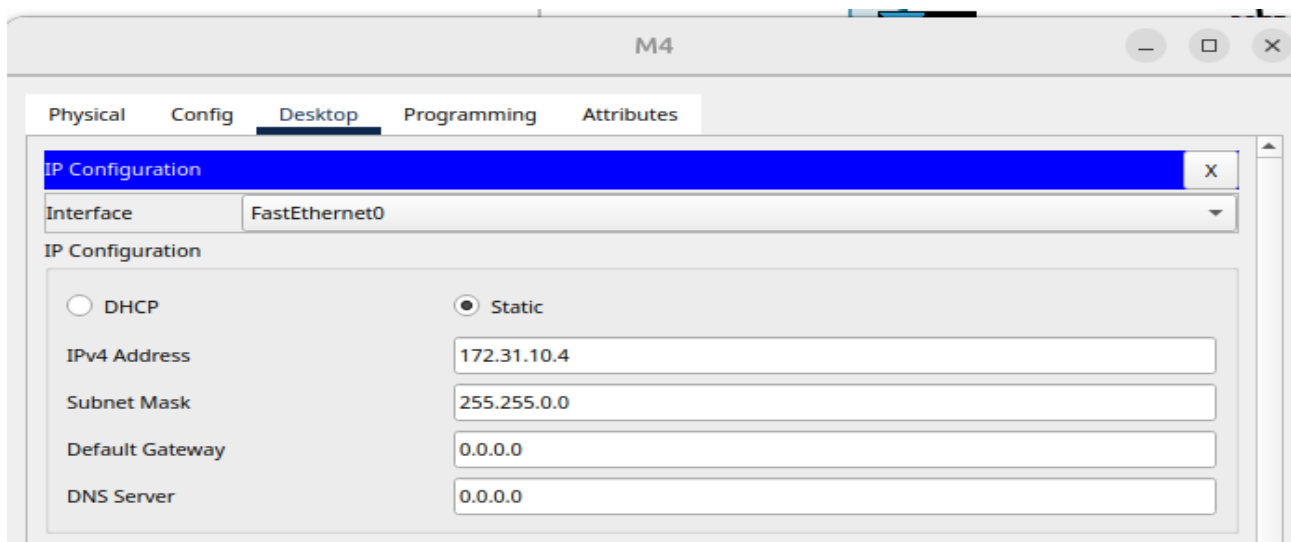 M4
Physical Config Desktop Programming Attributes
IP Configuration X
Interface FastEthernet0
IP Configuration
DHCP Static
IPv4 Address 172.31.10.4
Subnet Mask 255.255.0.0
Default Gateway 0.0.0.0
DNS Server 0.0.0.0